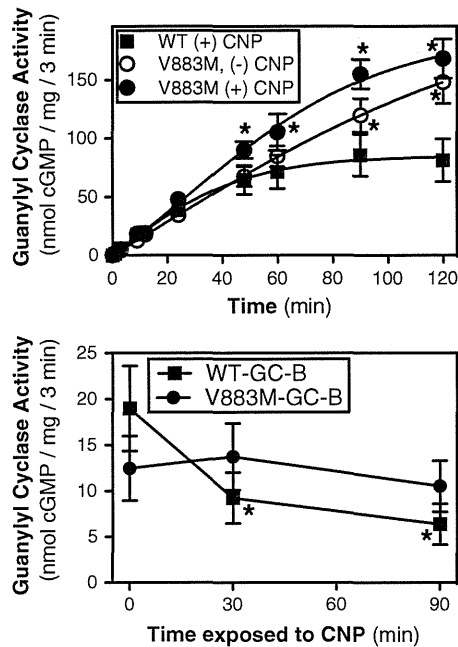 Guanylyl Cyclase Activity
(nmol cGMP / mg / 3 min)
WT (+) CNP
V883M, (-) CNP
V883M (+) CNP
150
100
50
0
*
*
*
*
*
*
0 20 40 60 80 100 120
Time (min)
Guanylyl Cyclase Activity
(nmol cGMP / mg / 3 min)
WT-GC-B
V883M-GC-B
25
20
15
10
5
0
*
*
0 30 60 90
Time exposed to CNP (min)